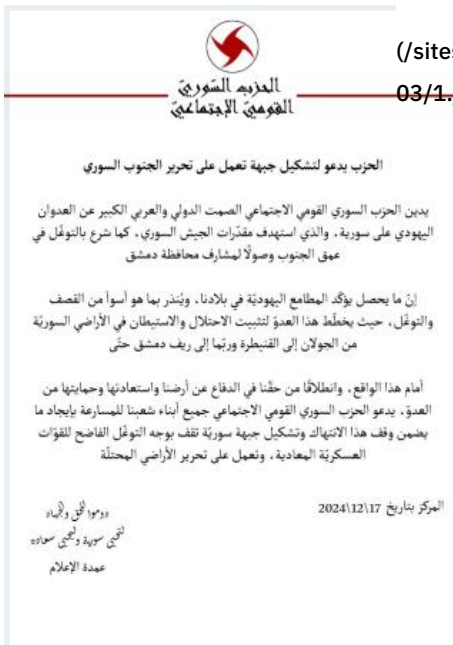 (/sites
03/1.
الحزب السّوريّ
القوميّ الإجتماعيّ
الحزب يدعو لتشكيل جبهة تعمل على تحرير الجنوب السوري
يدين الحزب السوري القومي الاجتماعي الصمت الدولي والعربي الكبير عن العدوان
اليهودي على سورية، والذي استهدف مقدّرات الجيش السوري، كما شرع بالتوغّل في
عمق الجنوب وصولًا لمشارف محافظة دمشق
إنّ ما يحصل يؤكّد المطامع اليهوديّة في بلادنا، ويُنذر بما هو أسوأ من القصف
والتوغّل، حيث يخطّط هذا العدوّ لتثبيت الاحتلال والاستيطان في الأراضي السوريّة
من الجولان إلى القنيطرة وربّما إلى ريف دمشق حتّى
أمام هذا الواقع، وانطلاقًا من حقّنا في الدفاع عن أرضنا واستعادتها وحمايتها من
العدوّ، يدعو الحزب السوري القومي الاجتماعي جميع أبناء شعبنا للمسارعة بإيجاد ما
يضمن وقف هذا الانتهاك وتشكيل جبهة سوريّة تقف بوجه التوغّل الفاضح للقوّات
العسكريّة المعادية، وتعمل على تحرير الأراضي المحتلّة
المركز بتاريخ 17\12\2024
دوموا للحق والجهاد
لتحيى سورية وليحيى سعاده
عمدة الإعلام